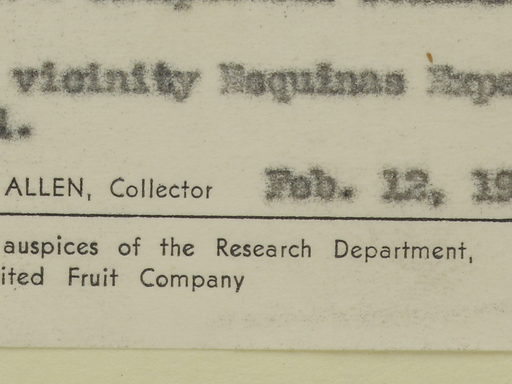 vicinity Esquinas Expe
l.
ALLEN, Collector Feb. 12, 19
auspices of the Research Department,
ited Fruit Company